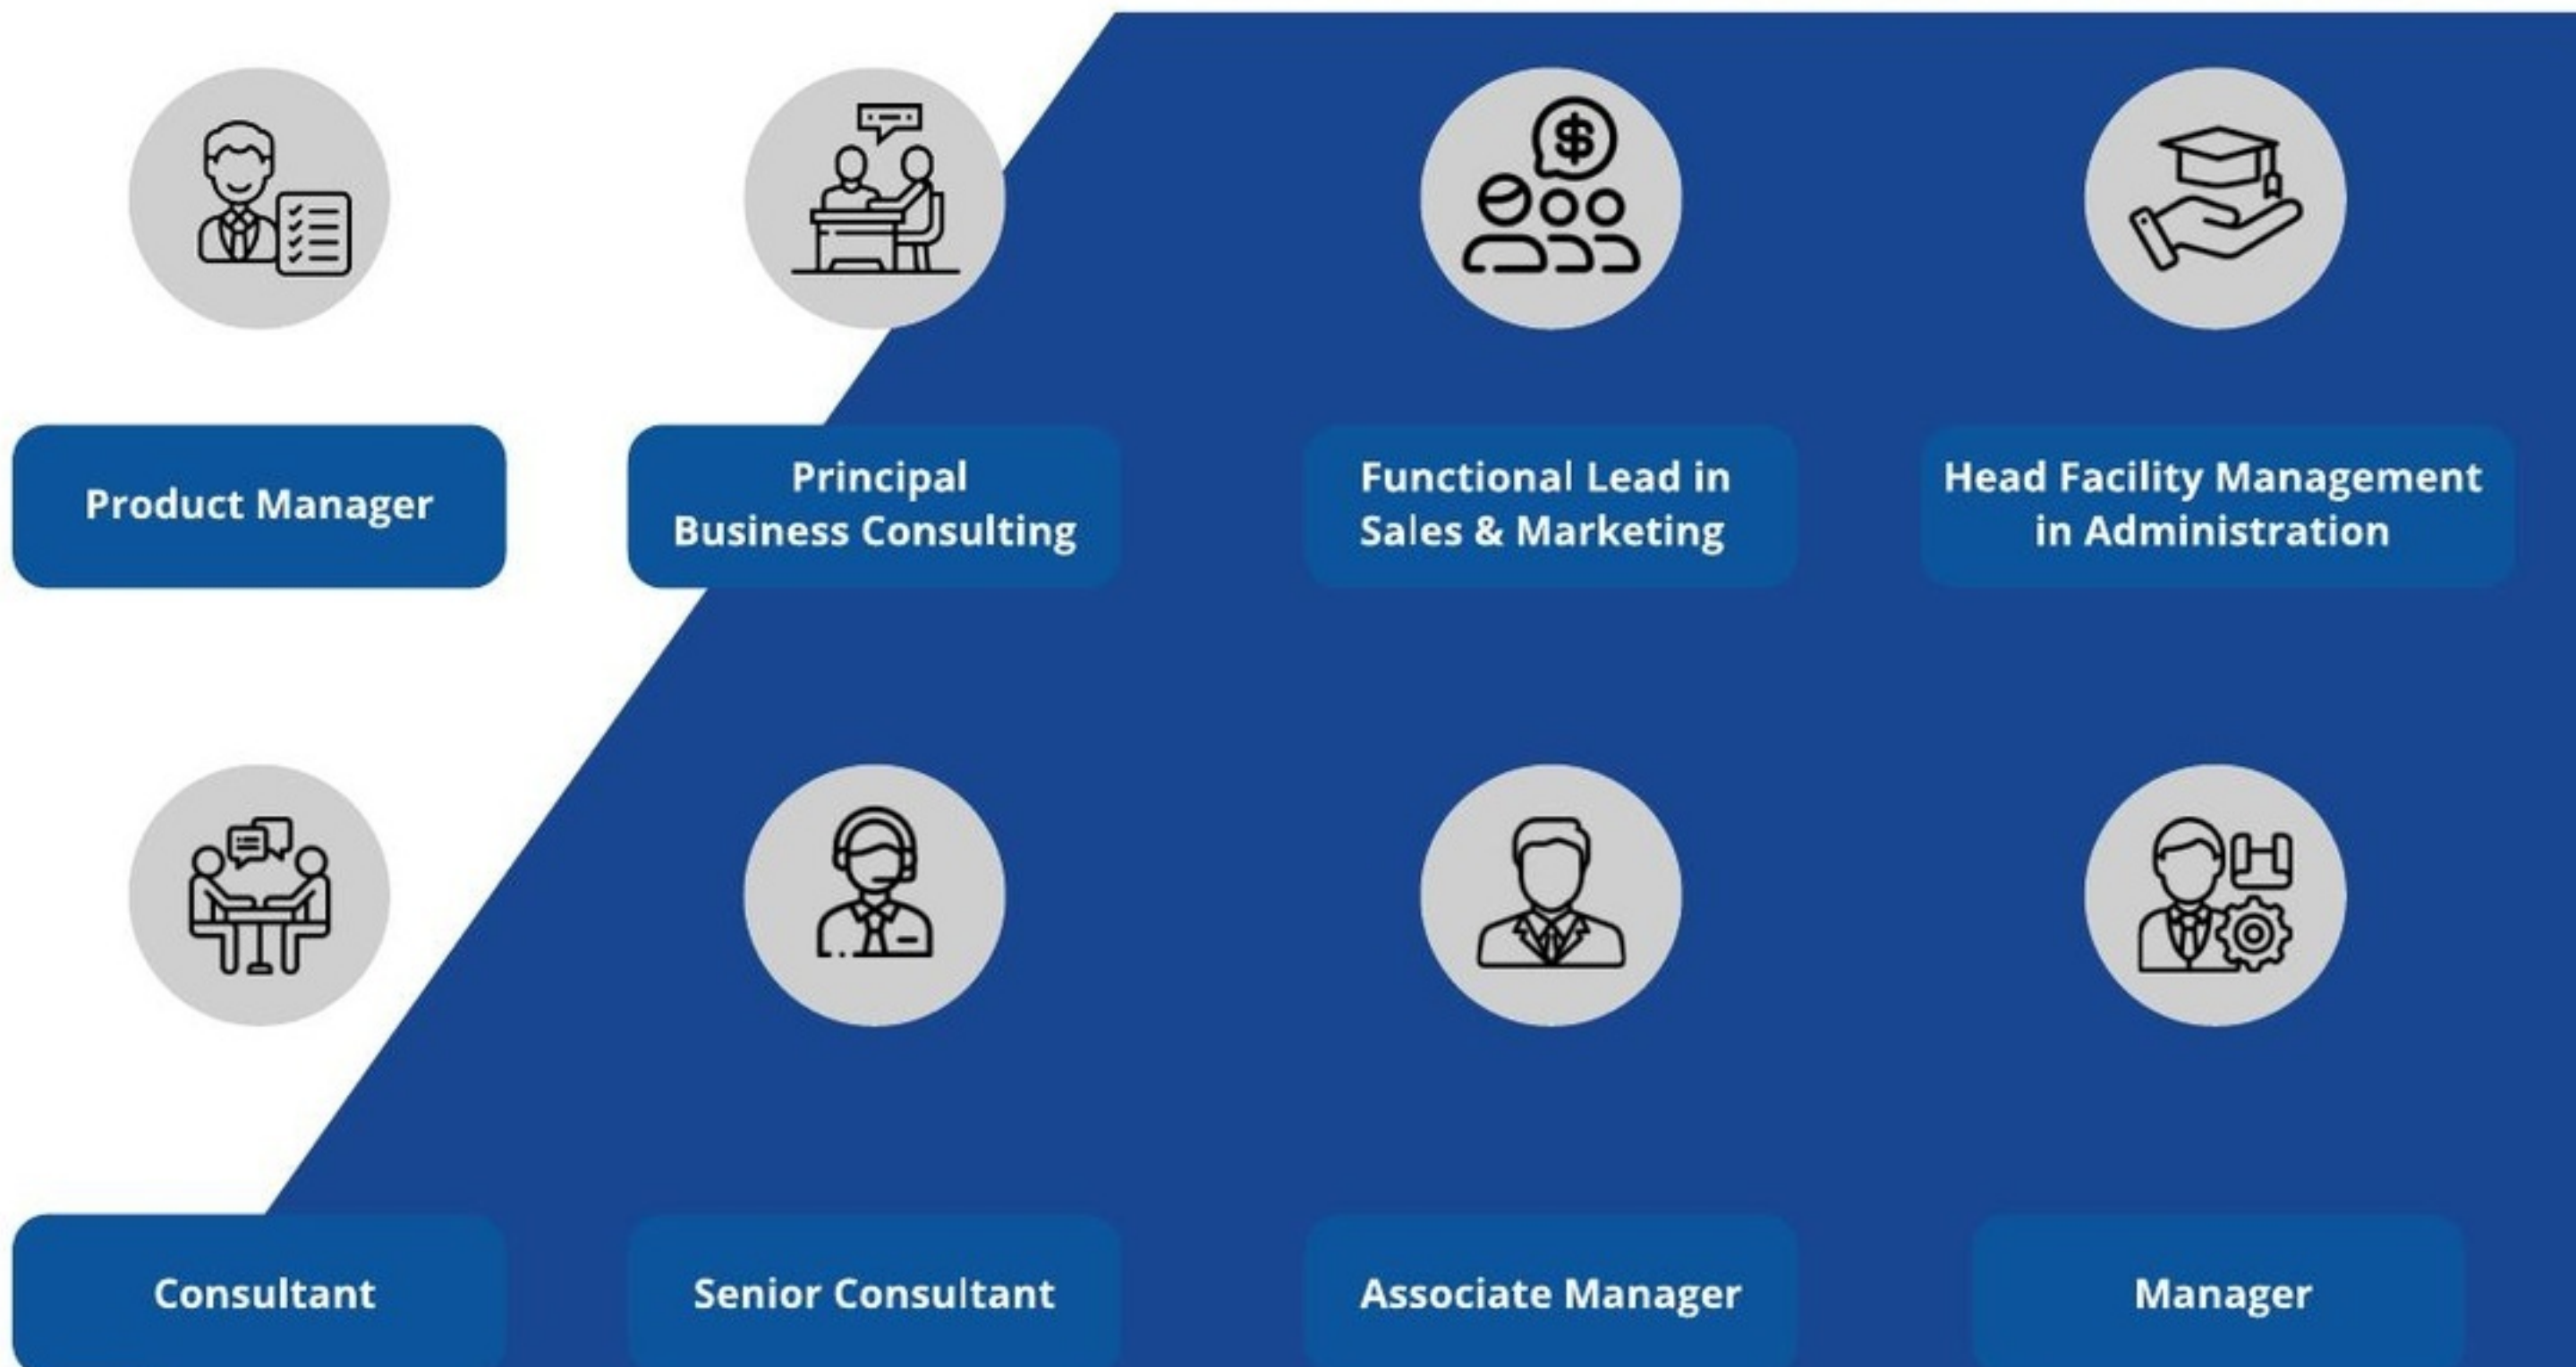 Product Manager
Principal
Business Consulting
Functional Lead in
Sales & Marketing
Head Facility Management
in Administration
Consultant
Senior Consultant
Associate Manager
Manager